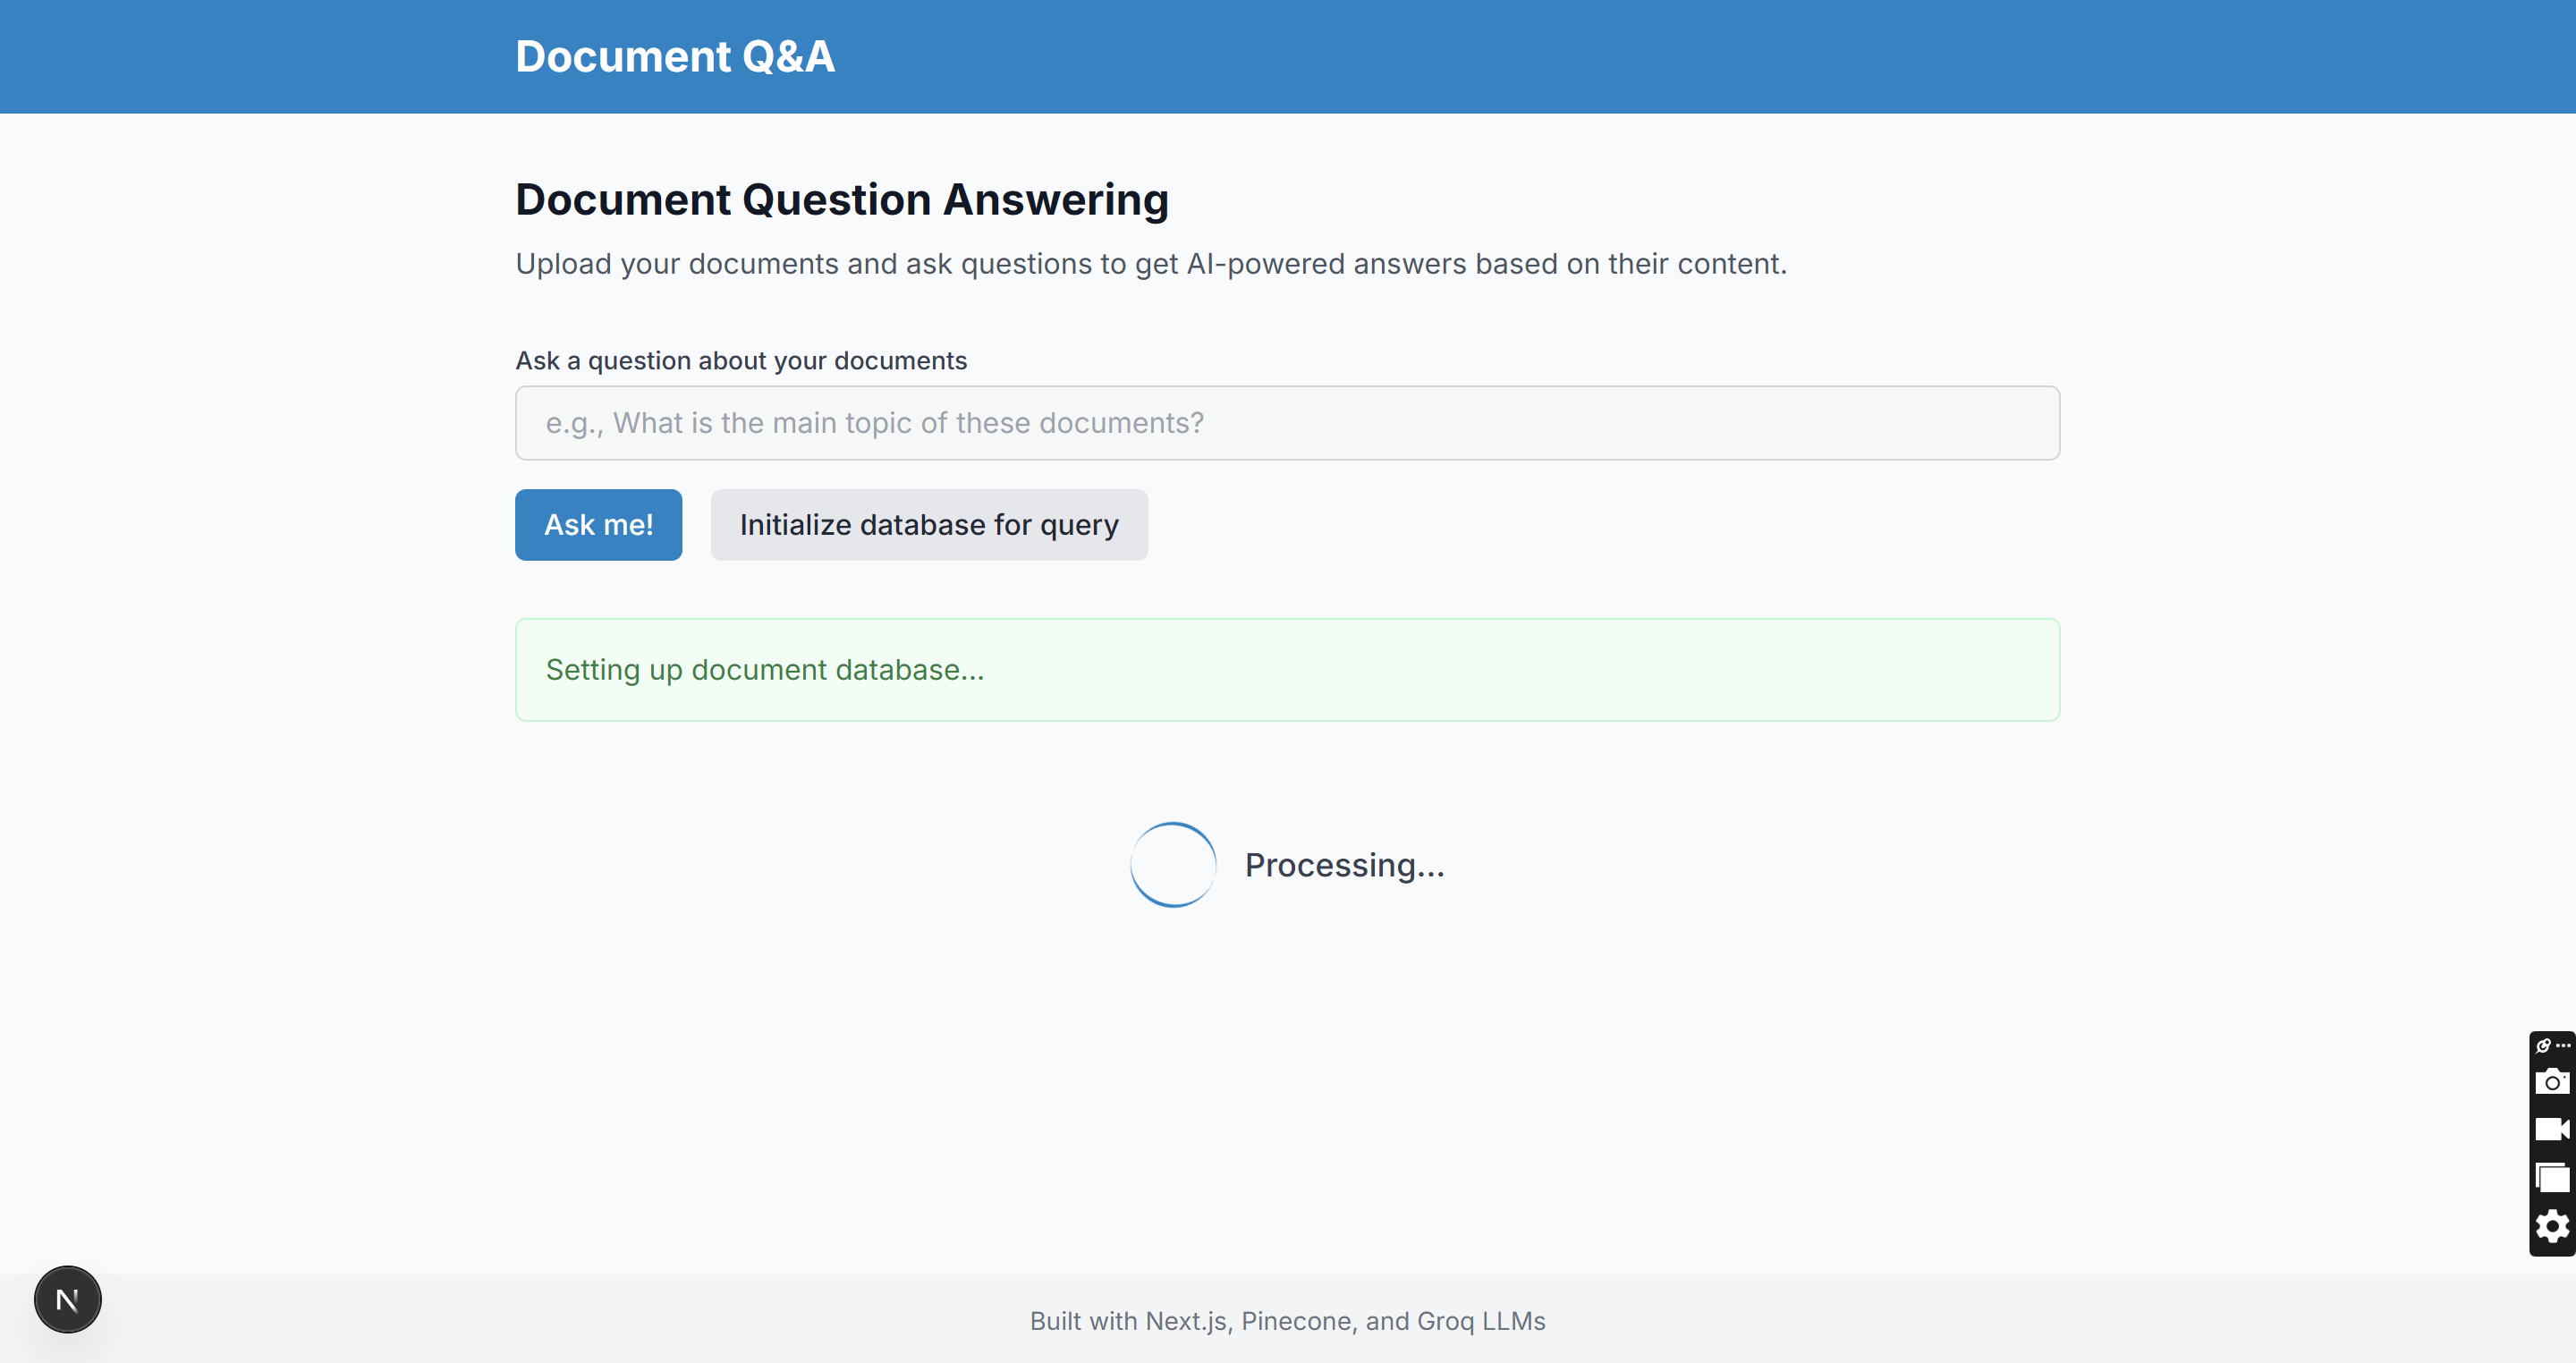 Document Q&A
Document Question Answering
Upload your documents and ask questions to get AI-powered answers based on their content.
Ask a question about your documents
e.g., What is the main topic of these documents?
Ask me!
Initialize database for query
Setting up document database...
Processing...
N
Built with Next.js, Pinecone, and Groq LLMs